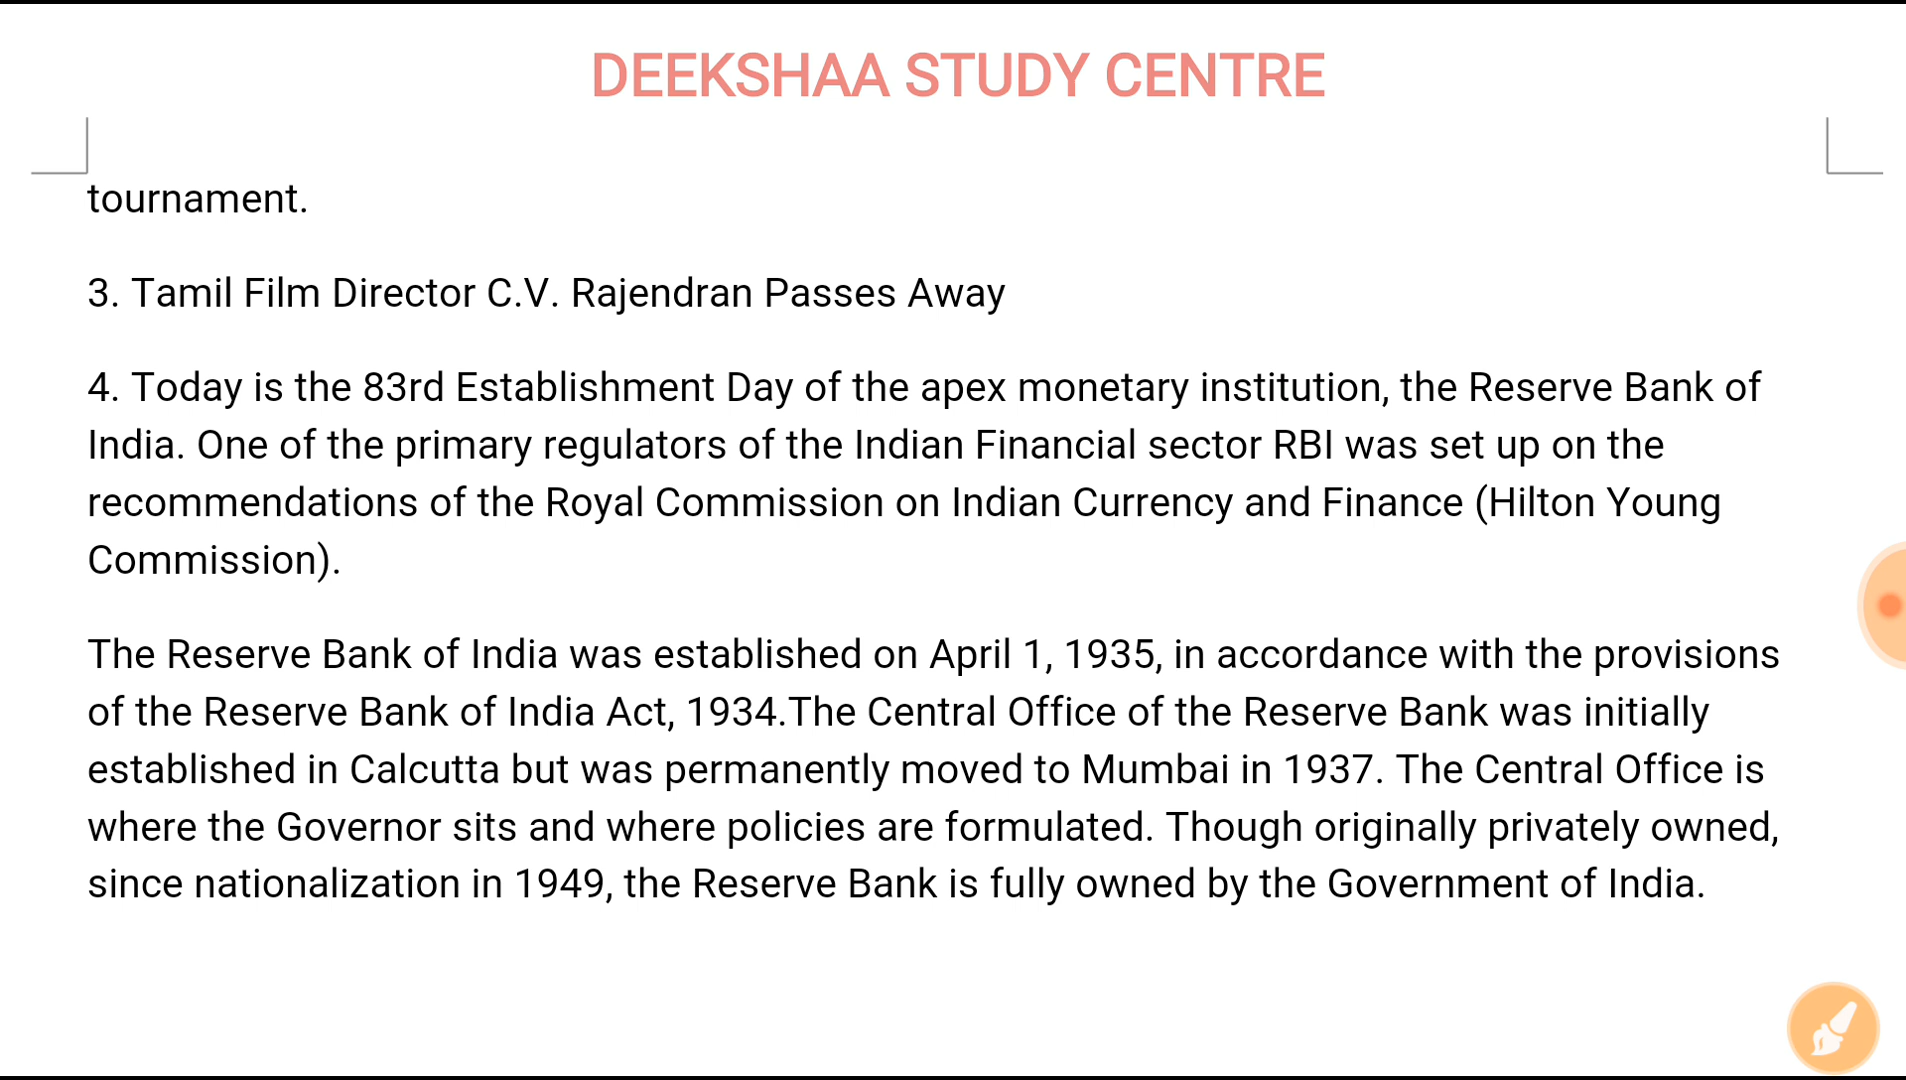 DEEKSHAA STUDY CENTRE
tournament.
3. Tamil Film Director C.V. Rajendran Passes Away
4. Today is the 83rd Establishment Day of the apex monetary institution, the Reserve Bank of
India. One of the primary regulators of the Indian Financial sector RBI was set up on the
recommendations of the Royal Commission on Indian Currency and Finance (Hilton Young
Commission).
The Reserve Bank of India was established on April 1, 1935, in accordance with the provisions
of the Reserve Bank of India Act, 1934.The Central Office of the Reserve Bank was initially
established in Calcutta but was permanently moved to Mumbai in 1937. The Central Office is
where the Governor sits and where policies are formulated. Though originally privately owned,
since nationalization in 1949, the Reserve Bank is fully owned by the Government of India.